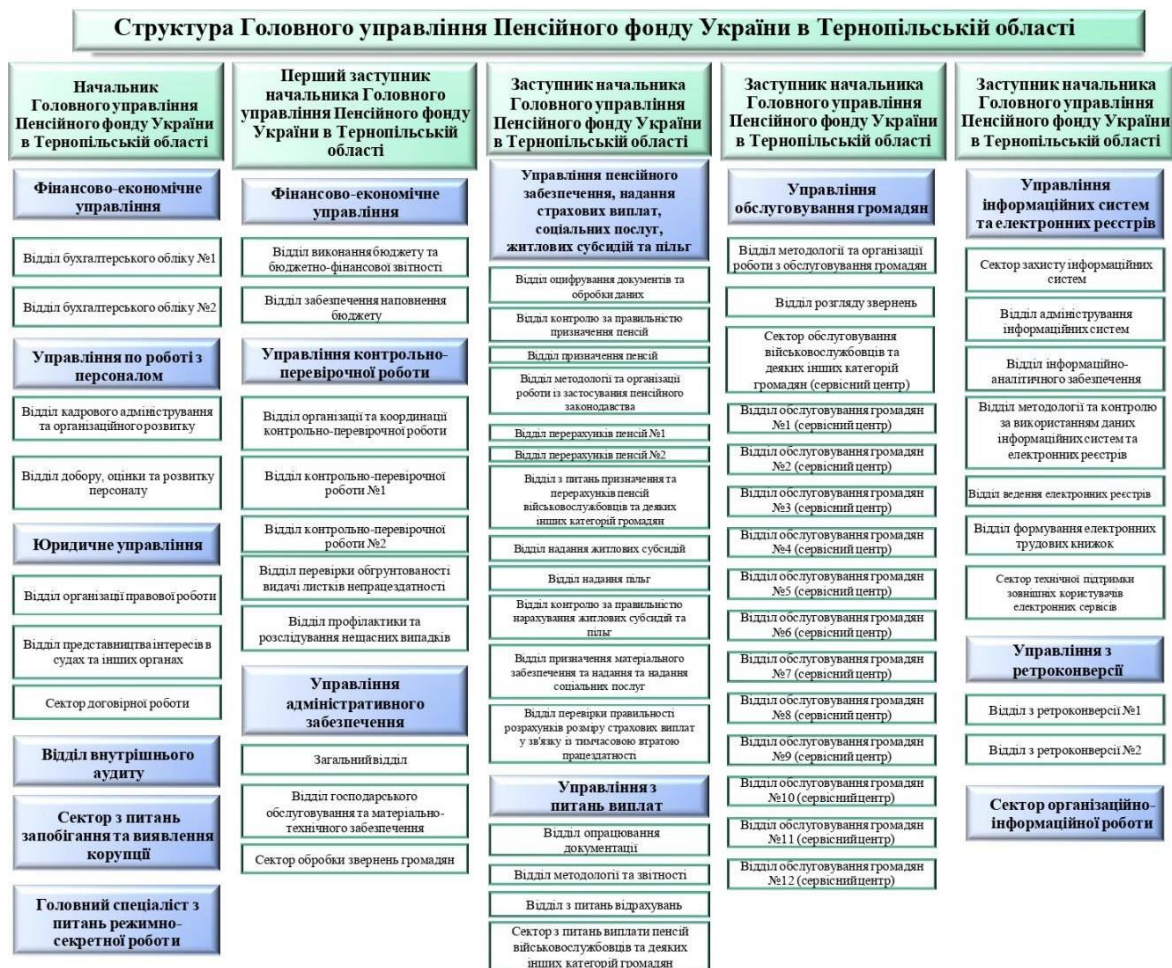 Структура Головного управління Пенсійного фонду України в Тернопільській області
Начальник
Головного управління
Пенсійного фонду України
в Тернопільській області
Фінансово-економічне
управління
Відділ бухгалтерського обліку №1
Відділ бухгалтерського обліку №2
Управління по роботі з
персоналом
Відділ кадрового адміністрування
та організаційного розвитку
Відділ добору, оцінки та розвитку
персоналу
Юридичне управління
Відділ організації правової роботи
Відділ представництва інтересів в
судах та інших органах
Сектор договірної роботи
Відділ внутрішнього
аудиту
Сектор з питань
запобігання та виявлення
корупції
Головний спеціаліст з
питань режимно-
секретної роботи
Перший заступник
начальника Головного
управління Пенсійного фонду
України в Тернопільській
області
Фінансово-економічне
управління
Відділ виконання бюджету та
бюджетно-фінансової звітності
Відділ забезпечення наповнення
бюджету
Управління контрольно-
перевірочної роботи
Відділ організації та координації
контрольно-перевірочної роботи
Відділ контрольно-перевірочної
роботи №1
Відділ контрольно-перевірочної
роботи №2
Відділ перевірки обґрунтованості
видачі листків непрацездатності
Відділ профілактики та
розслідування нещасних випадків
Управління
адміністративного
забезпечення
Загальний відділ
Відділ господарського
обслуговування та матеріально-
технічного забезпечення
Сектор обробки звернень громадян
Заступник начальника
Головного управління
Пенсійного фонду України
в Тернопільській області
Управління пенсійного
забезпечення, надання
страхових виплат,
соціальних послуг,
житлових субсидій та пільг
Відділ оцифрування документів та
обробки даних
Відділ контролю за правильністю
призначення пенсій
Відділ призначення пенсій
Відділ методології та організації
роботи із застосування пенсійного
законодавства
Відділ перерахунків пенсій №1
Відділ перерахунків пенсій №2
Відділ з питань призначення та
перерахунків пенсій
військовослужбовців та деяких
інших категорій громадян
Відділ надання житлових субсидій
Відділ надання пільг
Відділ контролю за правильністю
нарахування житлових субсидій та
пільг
Відділ призначення матеріального
забезпечення та надання та надання
соціальних послуг
Відділ перевірки правильності
розрахунків розміру страхових виплат
у зв'язку із тимчасовою втратою
працездатності
Управління з
питань виплат
Відділ опрацювання
документації
Відділ методології та звітності
Відділ з питань відрахувань
Сектор з питань виплати пенсій
військовослужбовців та деяких
інших категорій громадян
Заступник начальника
Головного управління
Пенсійного фонду України
в Тернопільській області
Управління
обслуговування громадян
Відділ методології та організації
роботи з обслуговування громадян
Відділ розгляду звернень
Сектор обслуговування
військовослужбовців та
деяких інших категорій
громадян (сервісний центр)
Відділ обслуговування громадян
№1 (сервісний центр)
Відділ обслуговування громадян
№2 (сервісний центр)
Відділ обслуговування громадян
№3 (сервісний центр)
Відділ обслуговування громадян
№4 (сервісний центр)
Відділ обслуговування громадян
№5 (сервісний центр)
Відділ обслуговування громадян
№6 (сервісний центр)
Відділ обслуговування громадян
№7 (сервісний центр)
Відділ обслуговування громадян
№8 (сервісний центр)
Відділ обслуговування громадян
№9 (сервісний центр)
Відділ обслуговування громадян
№10 (сервісний центр)
Відділ обслуговування громадян
№11 (сервісний центр)
Відділ обслуговування громадян
№12 (сервісний центр)
Заступник начальника
Головного управління
Пенсійного фонду України
в Тернопільській області
Управління
інформаційних систем
та електронних реєстрів
Сектор захисту інформаційних
систем
Відділ адміністрування
інформаційних систем
Відділ інформаційно-
аналітичного забезпечення
Відділ методології та контролю
за використанням даних
інформаційних систем та
електронних реєстрів
Відділ ведення електронних реєстрів
Відділ формування електронних
трудових книжок
Сектор технічної підтримки
зовнішніх користувачів
електронних сервісів
Управління з
ретроконверсії
Відділ з ретроконверсії №1
Відділ з ретроконверсії №2
Сектор організаційно-
інформаційної роботи